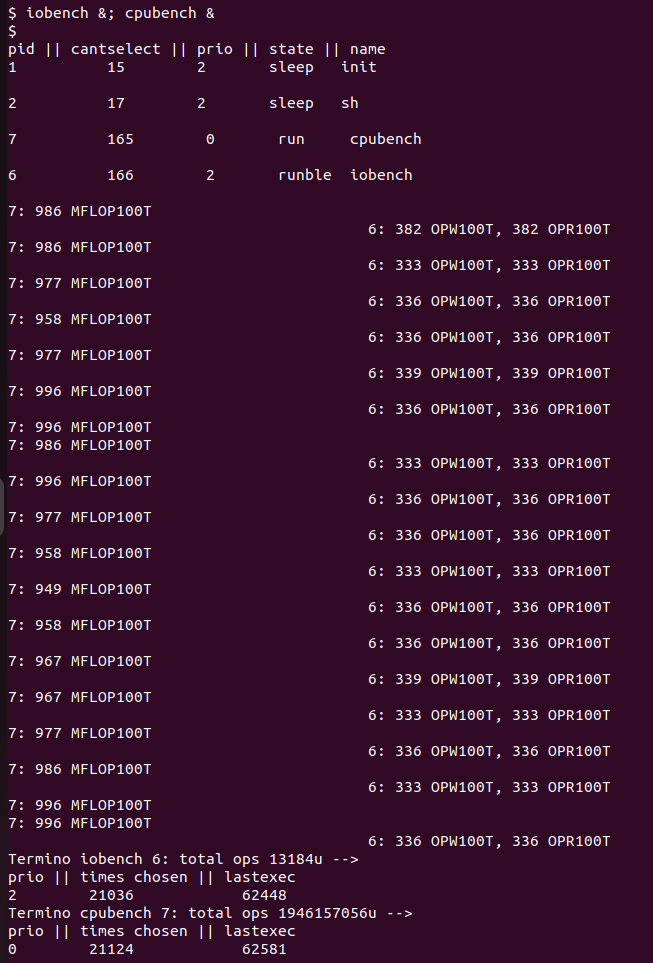 $ iobench &; cpubench &
$
pid || cantselect || prio || state || name
1 15 2 sleep init
2 17 2 sleep sh
7 165 0 run cpubench
6 166 2 runble iobench
7: 986 MFLOP100T
6: 382 OPW100T, 382 OPR100T
7: 986 MFLOP100T
6: 333 OPW100T, 333 OPR100T
7: 977 MFLOP100T
6: 336 OPW100T, 336 OPR100T
7: 958 MFLOP100T
6: 336 OPW100T, 336 OPR100T
7: 977 MFLOP100T
6: 339 OPW100T, 339 OPR100T
7: 996 MFLOP100T
6: 336 OPW100T, 336 OPR100T
7: 996 MFLOP100T
7: 986 MFLOP100T
6: 333 OPW100T, 333 OPR100T
7: 996 MFLOP100T
6: 336 OPW100T, 336 OPR100T
7: 977 MFLOP100T
6: 336 OPW100T, 336 OPR100T
7: 958 MFLOP100T
6: 333 OPW100T, 333 OPR100T
7: 949 MFLOP100T
6: 336 OPW100T, 336 OPR100T
7: 958 MFLOP100T
6: 336 OPW100T, 336 OPR100T
7: 967 MFLOP100T
6: 339 OPW100T, 339 OPR100T
7: 967 MFLOP100T
6: 333 OPW100T, 333 OPR100T
7: 977 MFLOP100T
6: 336 OPW100T, 336 OPR100T
7: 986 MFLOP100T
6: 333 OPW100T, 333 OPR100T
7: 996 MFLOP100T
7: 996 MFLOP100T
6: 336 OPW100T, 336 OPR100T
Termino iobench 6: total ops 13184u -->
prio || times chosen || lastexec
2 21036 62448
Termino cpubench 7: total ops 1946157056u -->
prio || times chosen || lastexec
0 21124 62581